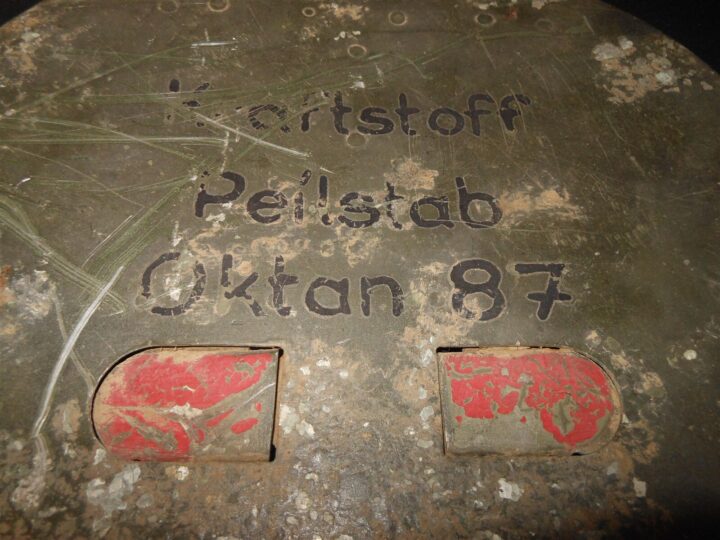 Kraftstoff
Peilstab
Oktan 87